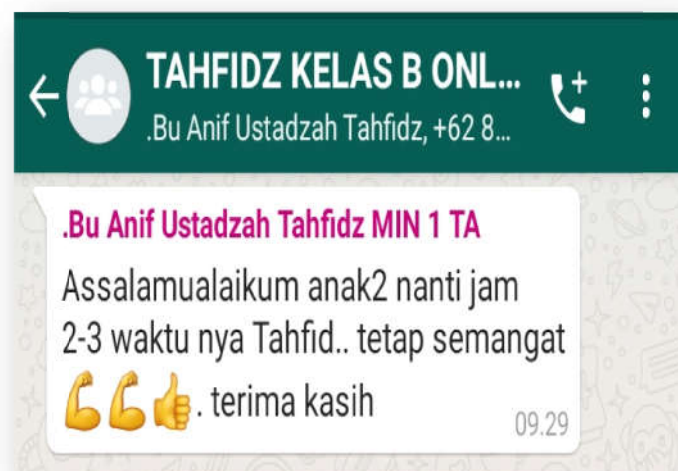 TAHFIDZ KELAS B ONL...
.Bu Anif Ustadzah Tahfidz, +62 8...
.Bu Anif Ustadzah Tahfidz MIN 1 TA
Assalamualaikum anak2 nanti jam
2-3 waktu nya Tahfid.. tetap semangat
💪💪👍. terima kasih
09.29